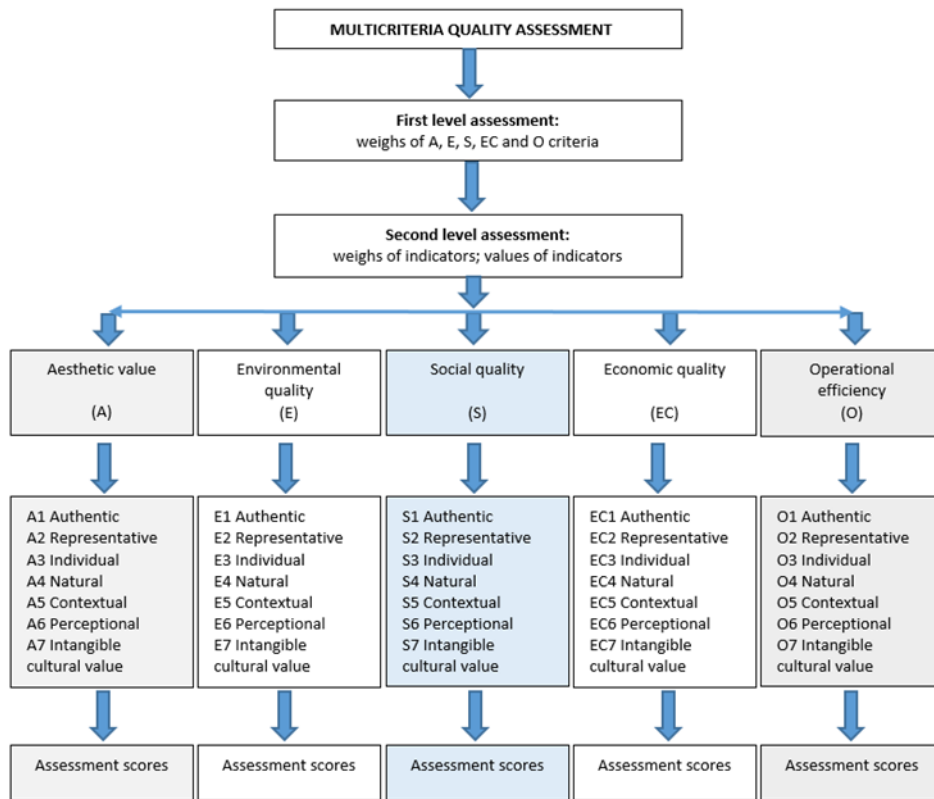 MULTICRITERIA QUALITY ASSESSMENT
First level assessment:
weighs of A, E, S, EC and O criteria
Second level assessment:
weighs of indicators; values of indicators
Aesthetic value
(A)
Environmental
quality
(E)
Social quality
(S)
Economic quality
(EC)
Operational
efficiency
(O)
A1 Authentic
A2 Representative
A3 Individual
A4 Natural
A5 Contextual
A6 Perceptional
A7 Intangible
cultural value
E1 Authentic
E2 Representative
E3 Individual
E4 Natural
E5 Contextual
E6 Perceptional
E7 Intangible
cultural value
S1 Authentic
S2 Representative
S3 Individual
S4 Natural
S5 Contextual
S6 Perceptional
S7 Intangible
cultural value
EC1 Authentic
EC2 Representative
EC3 Individual
EC4 Natural
EC5 Contextual
EC6 Perceptional
EC7 Intangible
cultural value
O1 Authentic
O2 Representative
O3 Individual
O4 Natural
O5 Contextual
O6 Perceptional
O7 Intangible
cultural value
Assessment scores
Assessment scores
Assessment scores
Assessment scores
Assessment scores